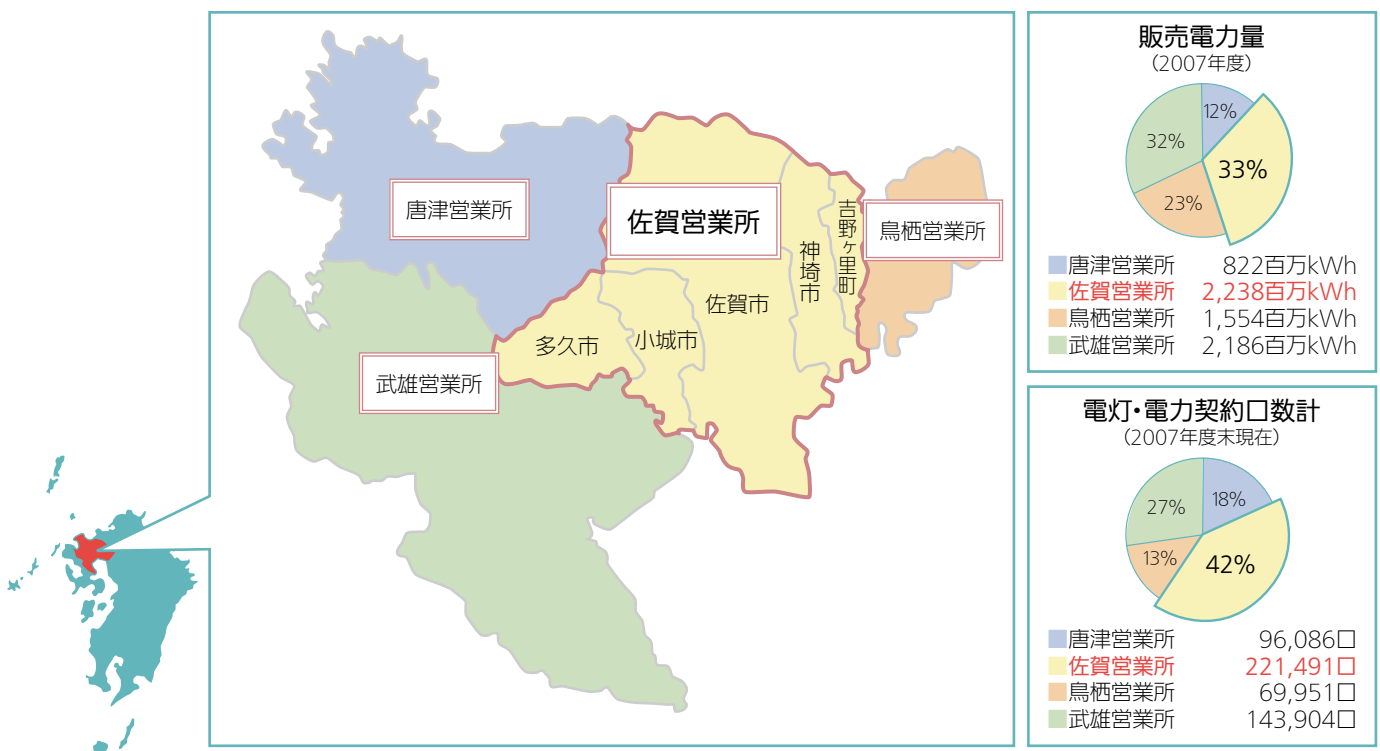 唐津営業所
佐賀営業所
鳥栖営業所
武雄営業所
多久市
小城市
佐賀市
神埼市
吉野ヶ里町
販売電力量
(2007年度)
12%
33%
23%
32%
唐津営業所 822百万kWh
佐賀営業所 2,238百万kWh
鳥栖営業所 1,554百万kWh
武雄営業所 2,186百万kWh
電灯・電力契約口数計
(2007年度末現在)
18%
42%
13%
27%
唐津営業所 96,086口
佐賀営業所 221,491口
鳥栖営業所 69,951口
武雄営業所 143,904口